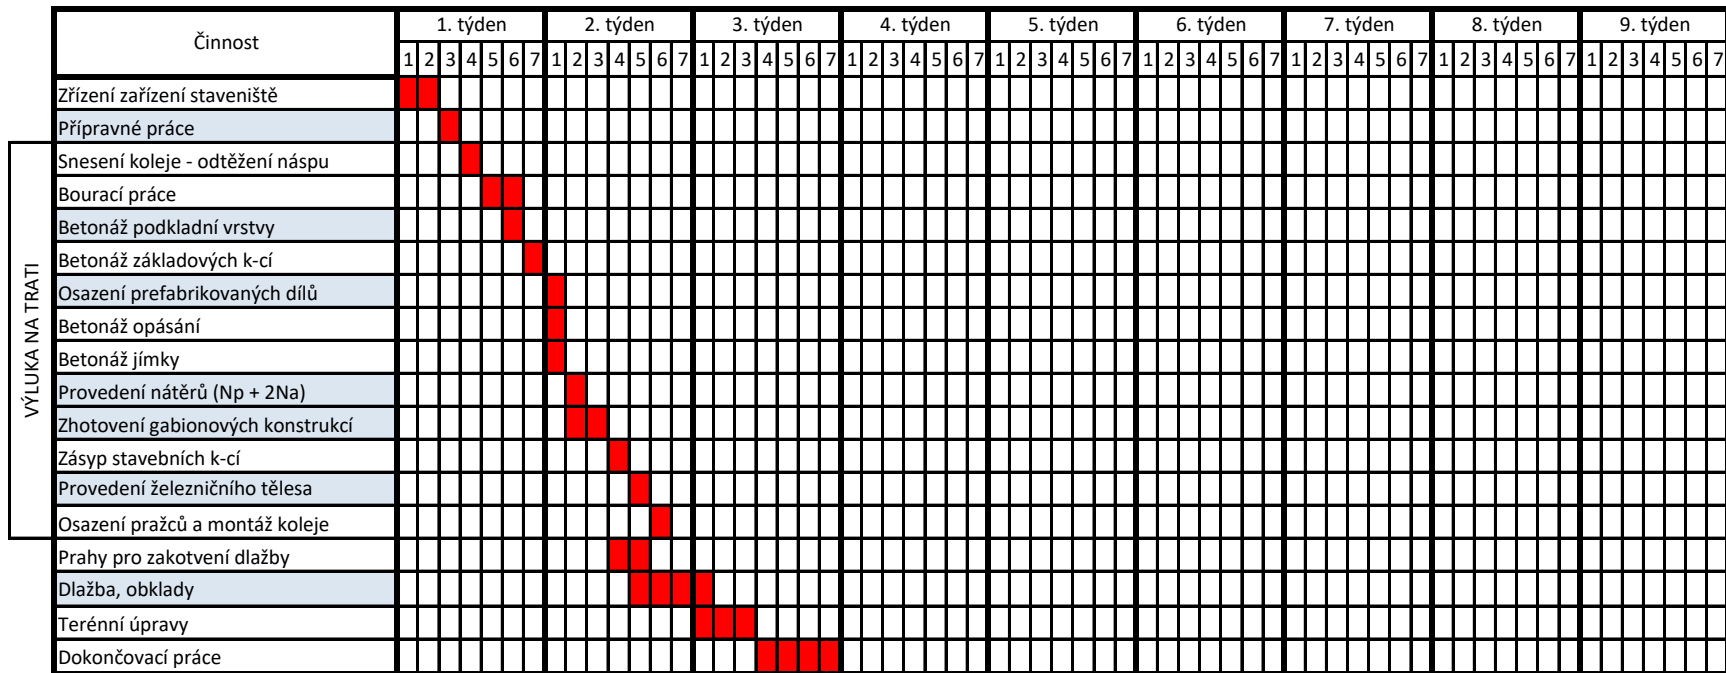 Činnost
1. týden 2. týden 3. týden 4. týden 5. týden 6. týden 7. týden 8. týden 9. týden
1 2 3 4 5 6 7 1 2 3 4 5 6 7 1 2 3 4 5 6 7 1 2 3 4 5 6 7 1 2 3 4 5 6 7 1 2 3 4 5 6 7 1 2 3 4 5 6 7 1 2 3 4 5 6 7 1 2 3 4 5 6 7
Zřízení zařízení staveniště
Přípravné práce
VÝLUKA NA TRATI
Snesení koleje - odtěžení náspu
Bourací práce
Betonáž podkladní vrstvy
Betonáž základových k-cí
Osazení prefabrikovaných dílů
Betonáž opásání
Betonáž jímky
Provedení nátěrů (Np + 2Na)
Zhotovení gabionových konstrukcí
Zásyp stavebních k-cí
Provedení železničního tělesa
Osazení pražců a montáž koleje
Prahy pro zakotvení dlažby
Dlažba, obklady
Terénní úpravy
Dokončovací práce